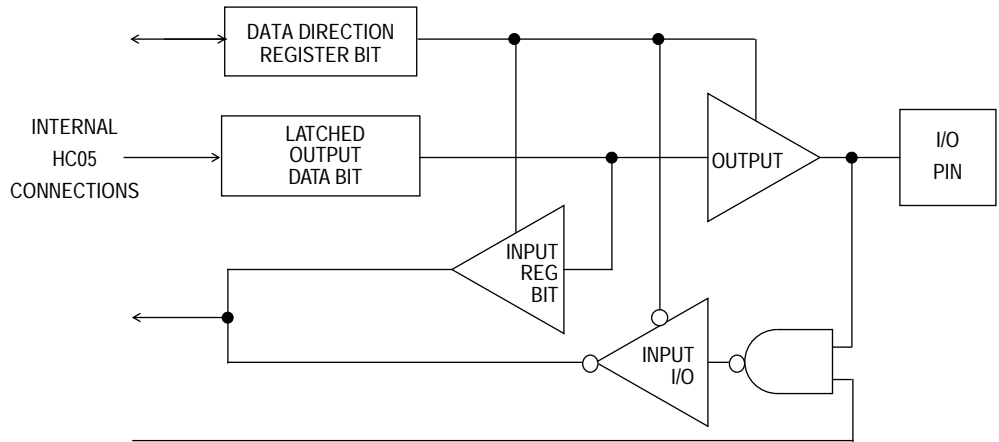 DATA DIRECTION
REGISTER BIT
INTERNAL
HC05
CONNECTIONS
LATCHED
OUTPUT
DATA BIT
OUTPUT
I/O
PIN
INPUT
REG
BIT
INPUT
I/O